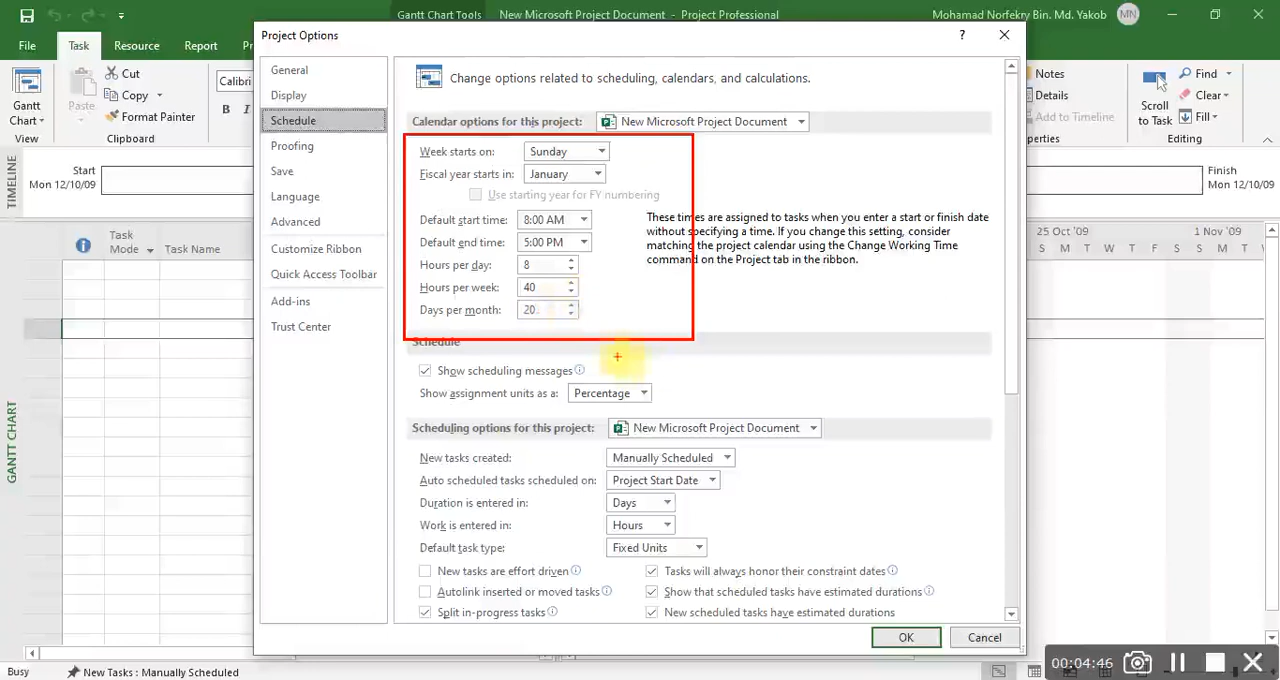 Gantt Chart Tools
New Microsoft Project Document - Project Professional
Mohamad Norfekry Bin. Md. Yakob
MN
File
Task
Resource
Report
Project Options
?
Gantt
Chart
View
Paste
Cut
Copy
Format Painter
Clipboard
Calibri
B I
Notes
Details
Add to Timeline
Scroll
to Task
Find
Clear
Fill
Editing
TIMELINE
Start
Mon 12/10/09
Finish
Mon 12/10/09
Task
Mode
Task Name
25 Oct '09
1 Nov '09
S M T W T F S S M T
GANTT CHART
General
Display
Schedule
Proofing
Save
Language
Advanced
Customize Ribbon
Quick Access Toolbar
Add-ins
Trust Center
Change options related to scheduling, calendars, and calculations.
Calendar options for this project: New Microsoft Project Document
Week starts on: Sunday
Fiscal year starts in: January
Use starting year for FY numbering
Default start time: 8:00 AM
Default end time: 5:00 PM
Hours per day: 8
Hours per week: 40
Days per month: 20
These times are assigned to tasks when you enter a start or finish date
without specifying a time. If you change this setting, consider
matching the project calendar using the Change Working Time
command on the Project tab in the ribbon.
Schedule
Show scheduling messages
Show assignment units as a: Percentage
Scheduling options for this project: New Microsoft Project Document
New tasks created: Manually Scheduled
Auto scheduled tasks scheduled on: Project Start Date
Duration is entered in: Days
Work is entered in: Hours
Default task type: Fixed Units
New tasks are effort driven
Tasks will always honor their constraint dates
Autolink inserted or moved tasks
Show that scheduled tasks have estimated durations
Split in-progress tasks
New scheduled tasks have estimated durations
OK
Cancel
Busy
New Tasks : Manually Scheduled
00:04:46